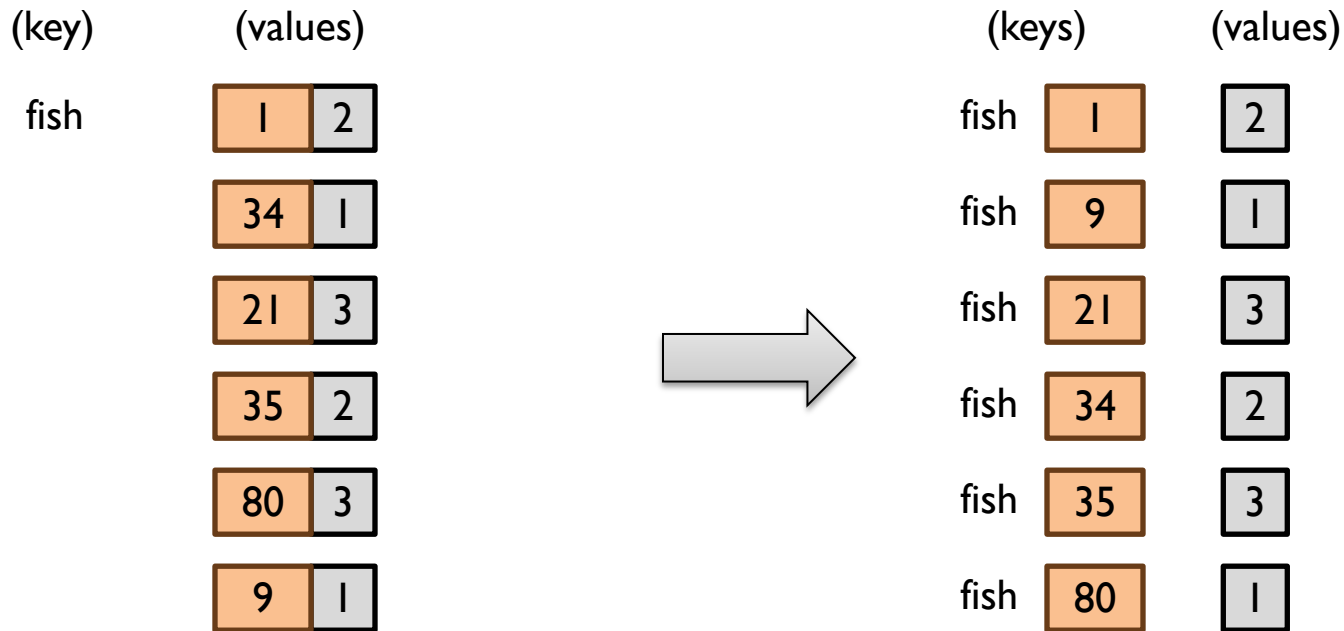 (key) (values) (keys) (values)
fish 1 2 fish 1 2
34 1 fish 9 1
21 3 fish 21 3
35 2 fish 34 2
80 3 fish 35 3
9 1 fish 80 1